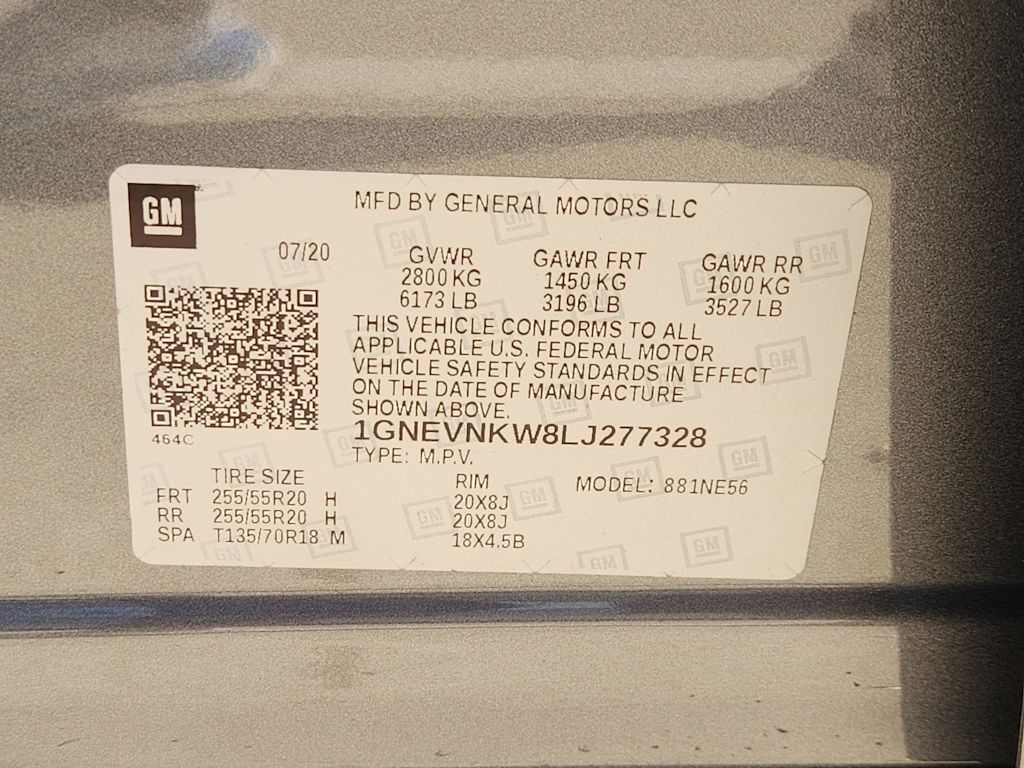 GM
MFD BY GENERAL MOTORS LLC
07/20 GVWR GAWR FRT GAWR RR
2800 KG 1450 KG 1600 KG
6173 LB 3196 LB 3527 LB
THIS VEHICLE CONFORMS TO ALL
APPLICABLE U.S. FEDERAL MOTOR
VEHICLE SAFETY STANDARDS IN EFFECT
ON THE DATE OF MANUFACTURE
SHOWN ABOVE.
464C
1GNEVNKW8LJ277328
TYPE: M.P.V.
TIRE SIZE RIM MODEL: 881NE56
FRT 255/55R20 H 20X8J
RR 255/55R20 H 20X8J
SPA T135/70R18 M 18X4.5B